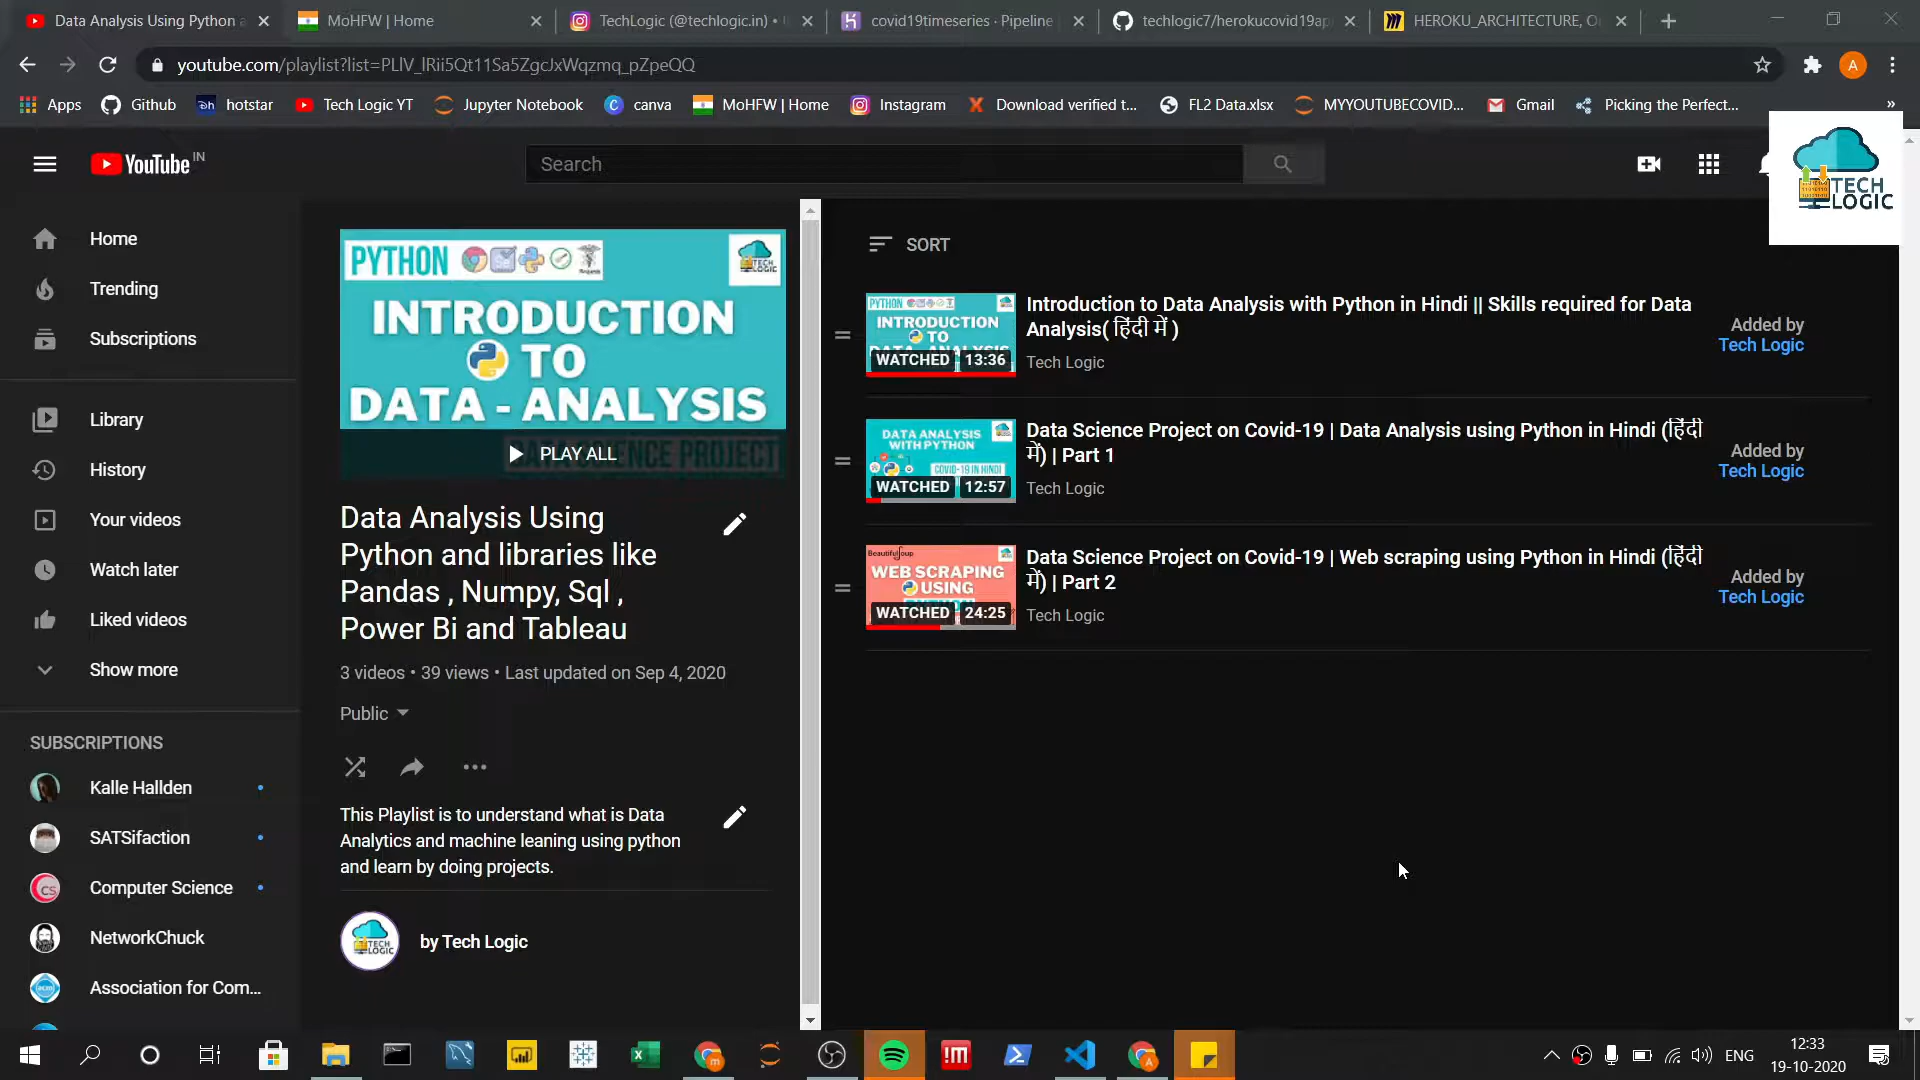 Data Analysis Using Python a
MoHFW | Home
TechLogic (@techlogic.in) •
covid19timeseries · Pipeline
techlogic7/herokucovid19ap
HEROKU_ARCHITECTURE, O
youtube.com/playlist?list=PLlV_lRii5Qt11Sa5ZgcJxWqzmq_pZpeQQ
A
Apps
Github
hotstar
Tech Logic YT
Jupyter Notebook
canva
MoHFW | Home
Instagram
Download verified t...
FL2 Data.xlsx
MYYOUTUBECOVID...
Gmail
Picking the Perfect...
»
YouTube IN
Search
TECH
LOGIC
Home
Trending
Subscriptions
Library
History
Your videos
Watch later
Liked videos
Show more
SUBSCRIPTIONS
Kalle Hallden
SATSifaction
Computer Science
NetworkChuck
Association for Com...
PYTHON
INTRODUCTION
TO
DATA - ANALYSIS
DATA SCIENCE PROJECT
PLAY ALL
Data Analysis Using
Python and libraries like
Pandas , Numpy, Sql ,
Power Bi and Tableau
3 videos • 39 views • Last updated on Sep 4, 2020
Public
This Playlist is to understand what is Data
Analytics and machine leaning using python
and learn by doing projects.
by Tech Logic
SORT
PYTHON
INTRODUCTION
TO
WATCHED 13:36
Introduction to Data Analysis with Python in Hindi || Skills required for Data
Analysis( हिंदी में )
Tech Logic
Added by
Tech Logic
DATA ANALYSIS
WITH PYTHON
COVID-19 IN HINDI
WATCHED 12:57
Data Science Project on Covid-19 | Data Analysis using Python in Hindi (हिंदी
में) | Part 1
Tech Logic
Added by
Tech Logic
BeautifulSoup
WEB SCRAPING
USING
WATCHED 24:25
Data Science Project on Covid-19 | Web scraping using Python in Hindi (हिंदी
में) | Part 2
Tech Logic
Added by
Tech Logic
ENG
12:33
19-10-2020